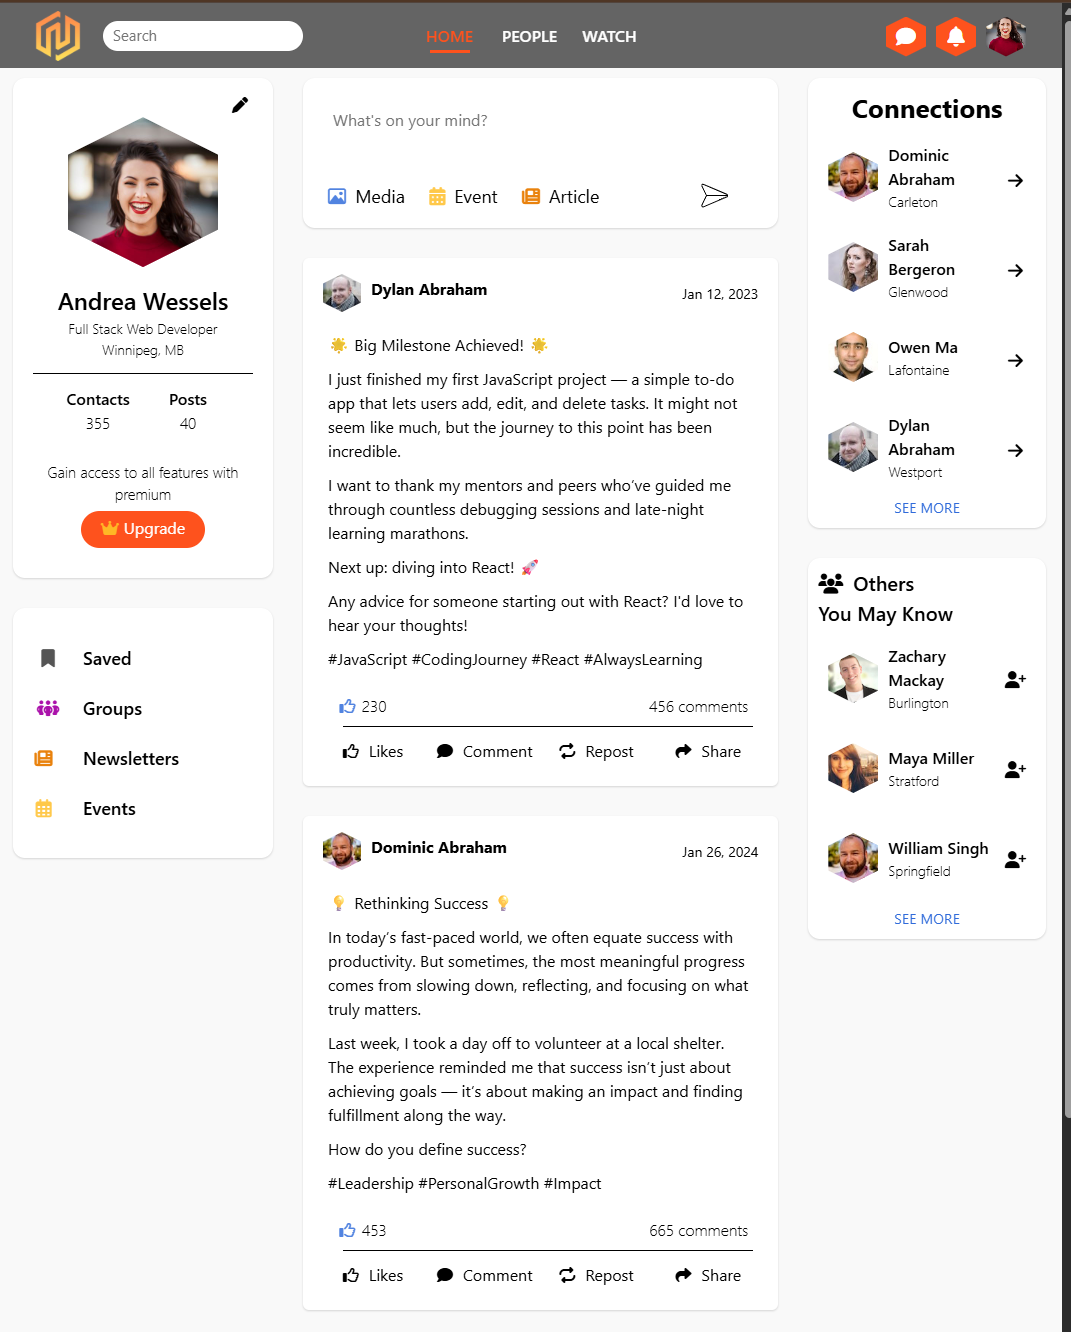 Search
HOME
PEOPLE
WATCH
Andrea Wessels
Full Stack Web Developer
Winnipeg, MB
Contacts
Posts
355
40
Gain access to all features with
premium
Upgrade
Saved
Groups
Newsletters
Events
What's on your mind?
Media
Event
Article
Dylan Abraham
Jan 12, 2023
🌟 Big Milestone Achieved! 🌟
I just finished my first JavaScript project — a simple to-do
app that lets users add, edit, and delete tasks. It might not
seem like much, but the journey to this point has been
incredible.
I want to thank my mentors and peers who’ve guided me
through countless debugging sessions and late-night
learning marathons.
Next up: diving into React! 🚀
Any advice for someone starting out with React? I'd love to
hear your thoughts!
#JavaScript #CodingJourney #React #AlwaysLearning
230
456 comments
Likes
Comment
Repost
Share
Dominic Abraham
Jan 26, 2024
💡 Rethinking Success 💡
In today’s fast-paced world, we often equate success with
productivity. But sometimes, the most meaningful progress
comes from slowing down, reflecting, and focusing on what
truly matters.
Last week, I took a day off to volunteer at a local shelter.
The experience reminded me that success isn’t just about
achieving goals — it’s about making an impact and finding
fulfillment along the way.
How do you define success?
#Leadership #PersonalGrowth #Impact
453
665 comments
Likes
Comment
Repost
Share
Connections
Dominic
Abraham
Carleton
Sarah
Bergeron
Glenwood
Owen Ma
Lafontaine
Dylan
Abraham
Westport
SEE MORE
Others
You May Know
Zachary
Mackay
Burlington
Maya Miller
Stratford
William Singh
Springfield
SEE MORE